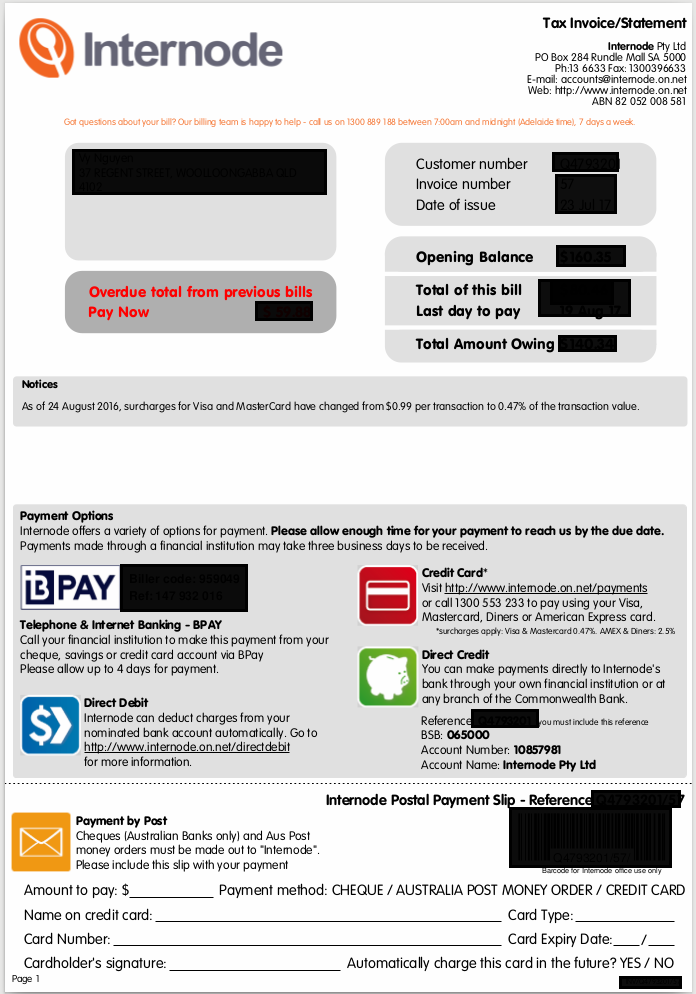 Internode
Tax Invoice/Statement
Internode Pty Ltd
PO Box 284 Rundle Mall SA 5000
Ph:13 6633 Fax: 1300396633
E-mail: accounts@internode.on.net
Web: http://www.internode.on.net
ABN 82 052 008 581
Got questions about your bill? Our billing team is happy to help - call us on 1300 889 188 between 7:00am and midnight (Adelaide time), 7 days a week.
Customer number
Invoice number
Date of issue
Opening Balance
Overdue total from previous bills
Pay Now
Total of this bill
Last day to pay
Total Amount Owing
Notices
As of 24 August 2016, surcharges for Visa and MasterCard have changed from $0.99 per transaction to 0.47% of the transaction value.
Payment Options
Internode offers a variety of options for payment. Please allow enough time for your payment to reach us by the due date.
Payments made through a financial institution may take three business days to be received.
B PAY
Telephone & Internet Banking - BPAY
Call your financial institution to make this payment from your
cheque, savings or credit card account via BPay
Please allow up to 4 days for payment.
Direct Debit
Internode can deduct charges from your
nominated bank account automatically. Go to
http://www.internode.on.net/directdebit
for more information.
Credit Card*
Visit http://www.internode.on.net/payments
or call 1300 553 233 to pay using your Visa,
Mastercard, Diners or American Express card.
*surcharges apply: Visa & Mastercard 0.47%. AMEX & Diners: 2.5%
Direct Credit
You can make payments directly to Internode's
bank through your own financial institution or at
any branch of the Commonwealth Bank.
Reference you must include this reference
BSB: 065000
Account Number: 10857981
Account Name: Internode Pty Ltd
Internode Postal Payment Slip - Reference
Payment by Post
Cheques (Australian Banks only) and Aus Post
money orders must be made out to "Internode".
Please include this slip with your payment
Barcode for Internode office use only
Amount to pay: $____________ Payment method: CHEQUE / AUSTRALIA POST MONEY ORDER / CREDIT CARD
Name on credit card: ____________ Card Type: ____________
Card Number: ____________ Card Expiry Date:____/____
Cardholder's signature: ____________ Automatically charge this card in the future? YES / NO
Page 1